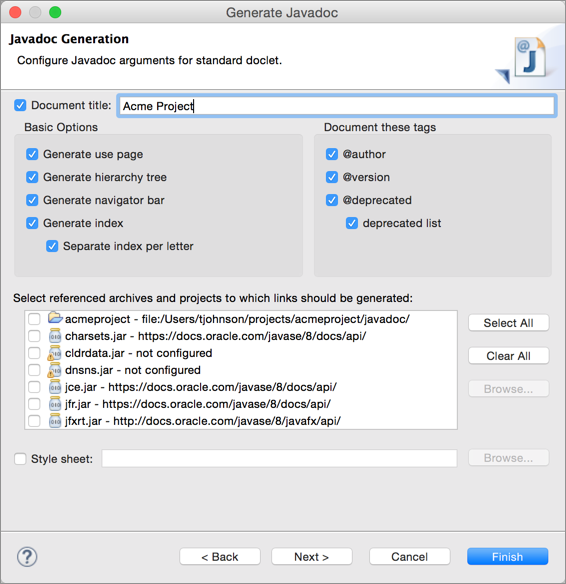 Generate Javadoc
Javadoc Generation
Configure Javadoc arguments for standard doclet.
@
J
Document title: Acme Project
Basic Options
Document these tags
Generate use page
@author
Generate hierarchy tree
@version
Generate navigator bar
@deprecated
Generate index
deprecated list
Separate index per letter
Select referenced archives and projects to which links should be generated:
acmeproject - file:/Users/tjohnson/projects/acmeproject/javadoc/
Select All
charsets.jar - https://docs.oracle.com/javase/8/docs/api/
cldrdata.jar - not configured
Clear All
dnsns.jar - not configured
jce.jar - https://docs.oracle.com/javase/8/docs/api/
Browse...
jfr.jar - https://docs.oracle.com/javase/8/docs/api/
jfxrt.jar - http://docs.oracle.com/javase/8/javafx/api/
Style sheet:
Browse...
?
< Back
Next >
Cancel
Finish